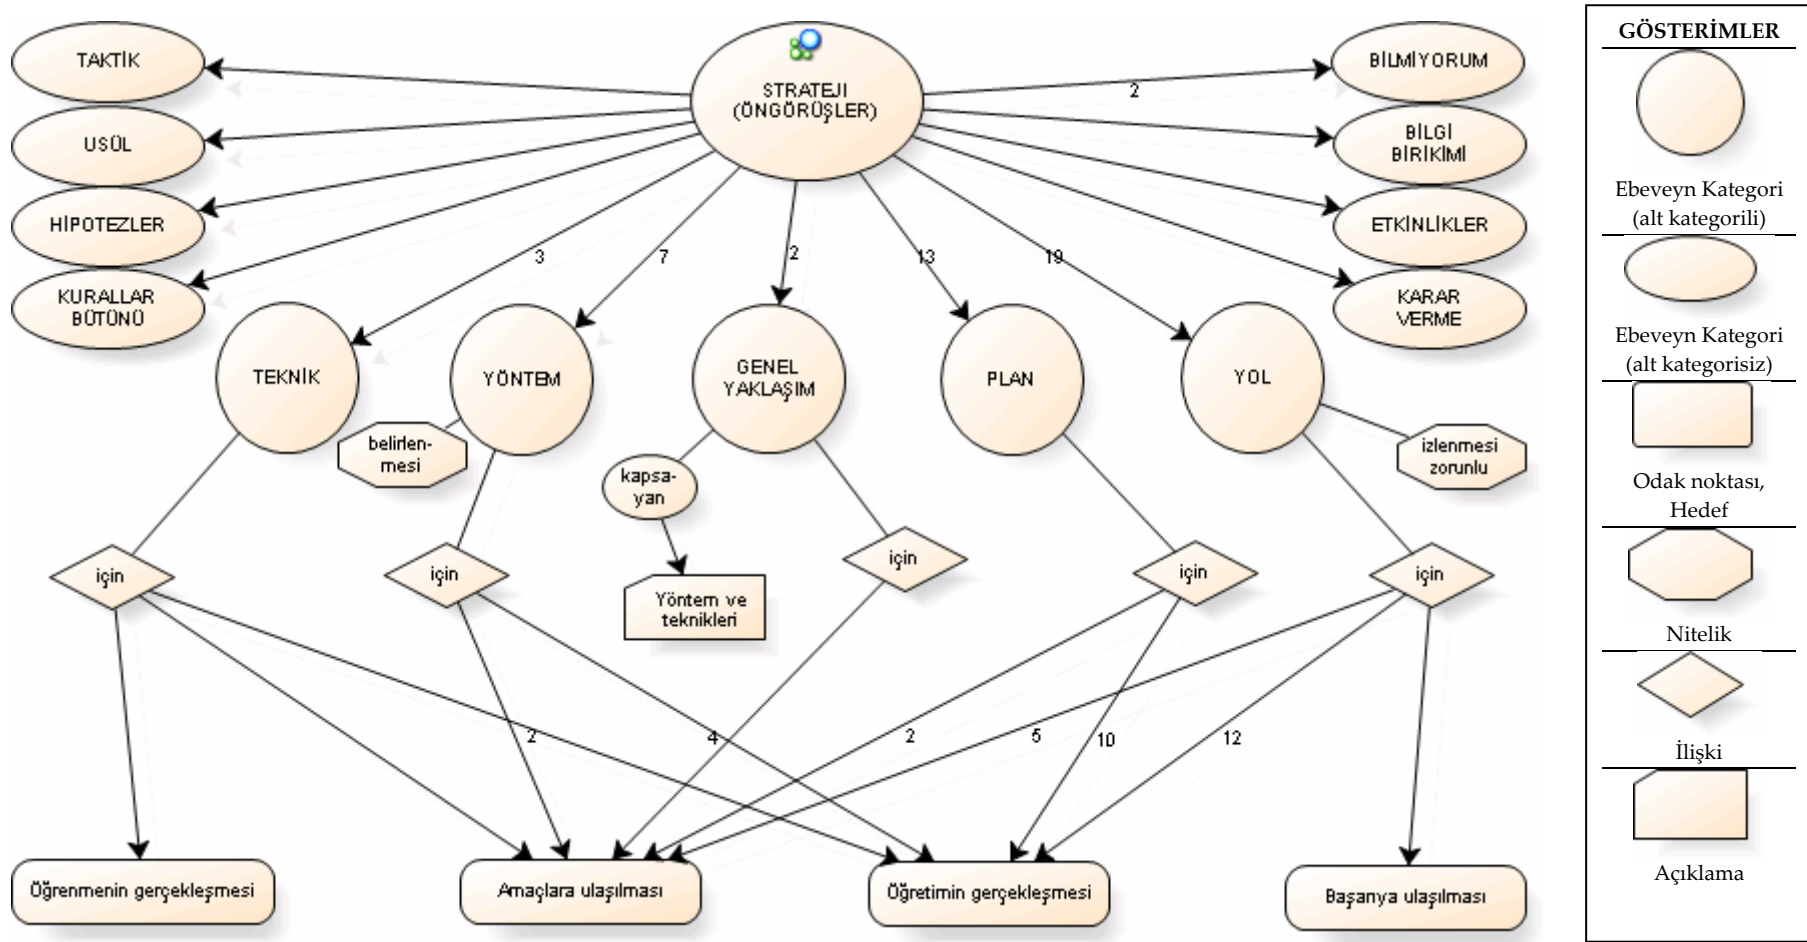 TAKTİK
USÜL
HİPOTEZLER
KURALLAR
BÜTÜNÜ
STRATEJI
(ÖNGÖRÜŞLER)
BİLMİYORUM
BİLGİ
BİRİKİMİ
ETKİNLİKLER
KARAR
VERME
2
3
7
2
13
19
TEKNİK
YÖNTEM
GENEL
YAKLAŞIM
PLAN
YOL
belirlen-
mesi
kapsa-
yan
izlenmesi
zorunlu
için
için
Yöntem ve
teknikleri
için
için
için
2
4
2
5
10
12
Öğrenmenin gerçekleşmesi
Amaçlara ulaşılması
Öğretimin gerçekleşmesi
Başarıya ulaşılması
GÖSTERİMLER
Ebeveyn Kategori
(alt kategorili)
Ebeveyn Kategori
(alt kategorisiz)
Odak noktası,
Hedef
Nitelik
İlişki
Açıklama